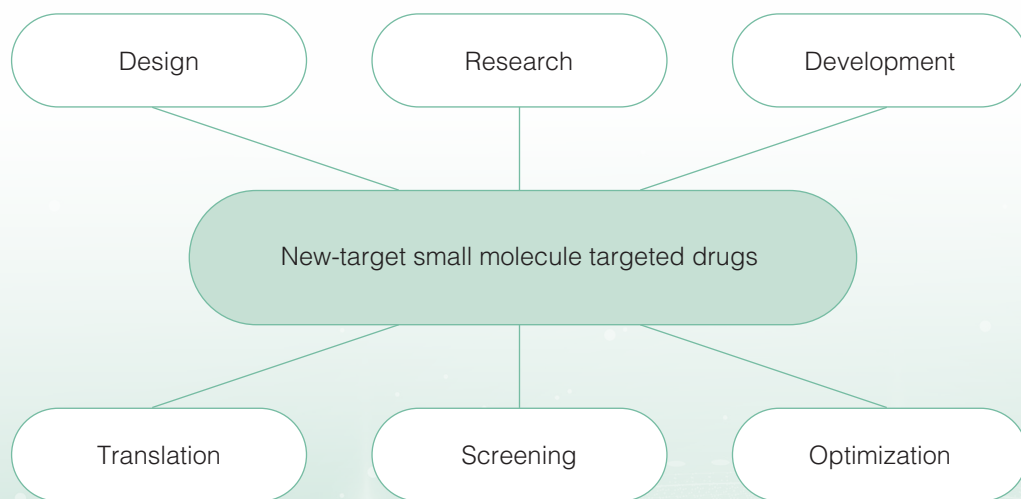 Design
Research
Development
New-target small molecule targeted drugs
Translation
Screening
Optimization